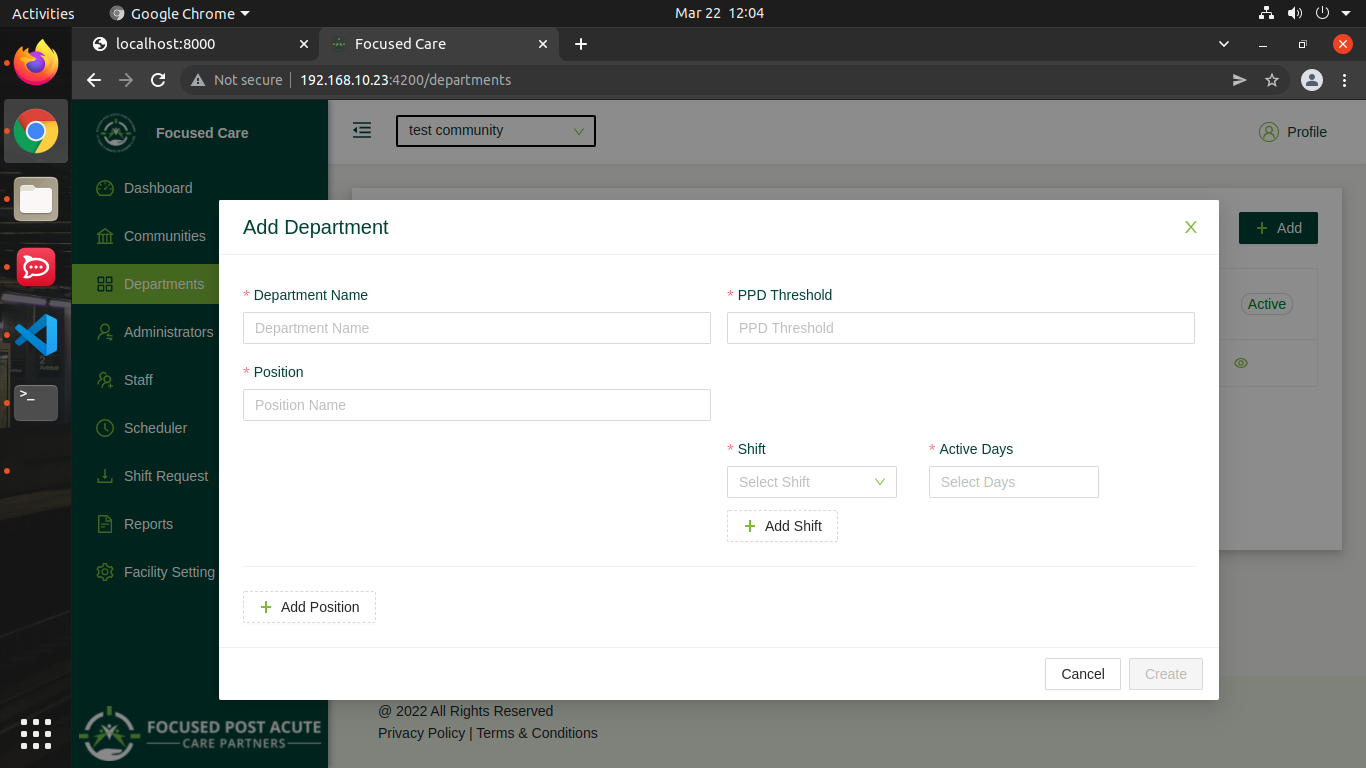 Activities
Google Chrome
Mar 22 12:04
localhost:8000
Focused Care
Not secure
192.168.10.23:4200/departments
Focused Care
test community
Profile
Dashboard
Communities
Departments
Administrators
Staff
Scheduler
Shift Request
Reports
Facility Setting
Add
Active
Add Department
* Department Name
* PPD Threshold
Department Name
PPD Threshold
* Position
Position Name
* Shift
* Active Days
Select Shift
Select Days
Add Shift
Add Position
Cancel
Create
FOCUSED POST ACUTE
CARE PARTNERS
@ 2022 All Rights Reserved
Privacy Policy | Terms & Conditions
>_